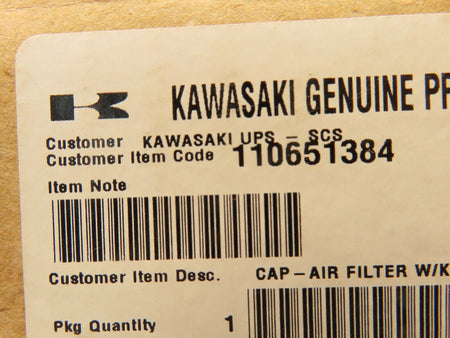 KAWASAKI GENUINE PR
Customer KAWASAKI UPS - SCS
Customer Item Code 110651384
Item Note
Customer Item Desc. CAP-AIR FILTER W/K
Pkg Quantity 1